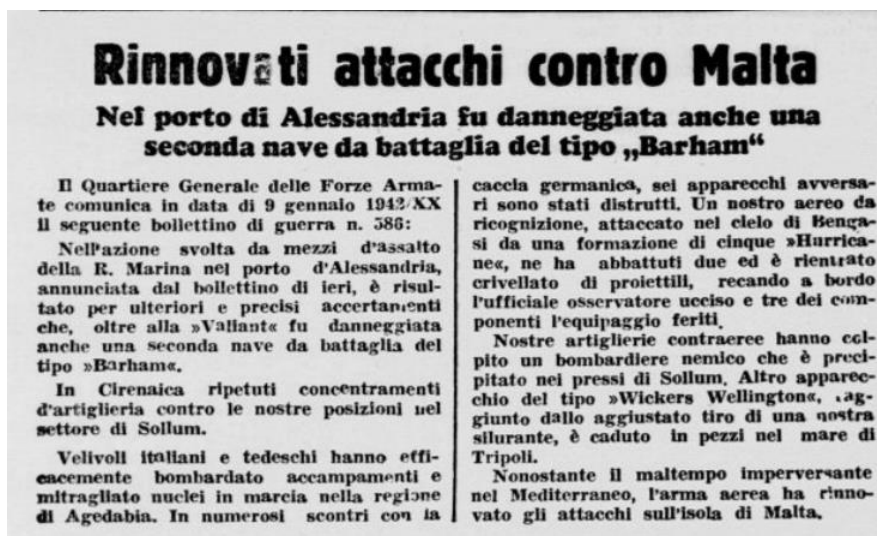 Rinnovati attacchi contro Malta
Nel porto di Alessandria fu danneggiata anche una
seconda nave da battaglia del tipo „Barham“
Il Quartiere Generale delle Forze Arma-
te comunica in data di 9 gennaio 1942/XX
il seguente bollettino di guerra n. 586:
Nell'azione svolta da mezzi d'assalto
della R. Marina nel porto d'Alessandria,
annunciata dal bollettino di ieri, è risul-
tato per ulteriori e precisi accertamenti
che, oltre alla »Valiant« fu danneggiata
anche una seconda nave da battaglia del
tipo »Barham«.
In Cirenaica ripetuti concentramenti
d'artiglieria contro le nostre posizioni nel
settore di Sollum.
Velivoli italiani e tedeschi hanno effi-
cacemente bombardato accampamenti e
mitragliato nuclei in marcia nella regione
di Agedabia. In numerosi scontri con la
caccia germanica, sei apparecchi avversa-
ri sono stati distrutti. Un nostro aereo da
ricognizione, attaccato nel cielo di Benga-
si da una formazione di cinque »Hurrica-
ne«, ne ha abbattuti due ed è rientrato
crivellato di proiettili, recando a bordo
l'ufficiale osservatore ucciso e tre dei com-
ponenti l'equipaggio feriti.
Nostre artiglierie contraeree hanno col-
pito un bombardiere nemico che è preci-
pitato nei pressi di Sollum. Altro apparec-
chio del tipo »Wickers Wellington«, rag-
giunto dallo aggiustato tiro di una nostra
silurante, è caduto in pezzi nel mare di
Tripoli.
Nonostante il maltempo imperversante
nel Mediterraneo, l'arma aerea ha rinno-
vato gli attacchi sull'isola di Malta.